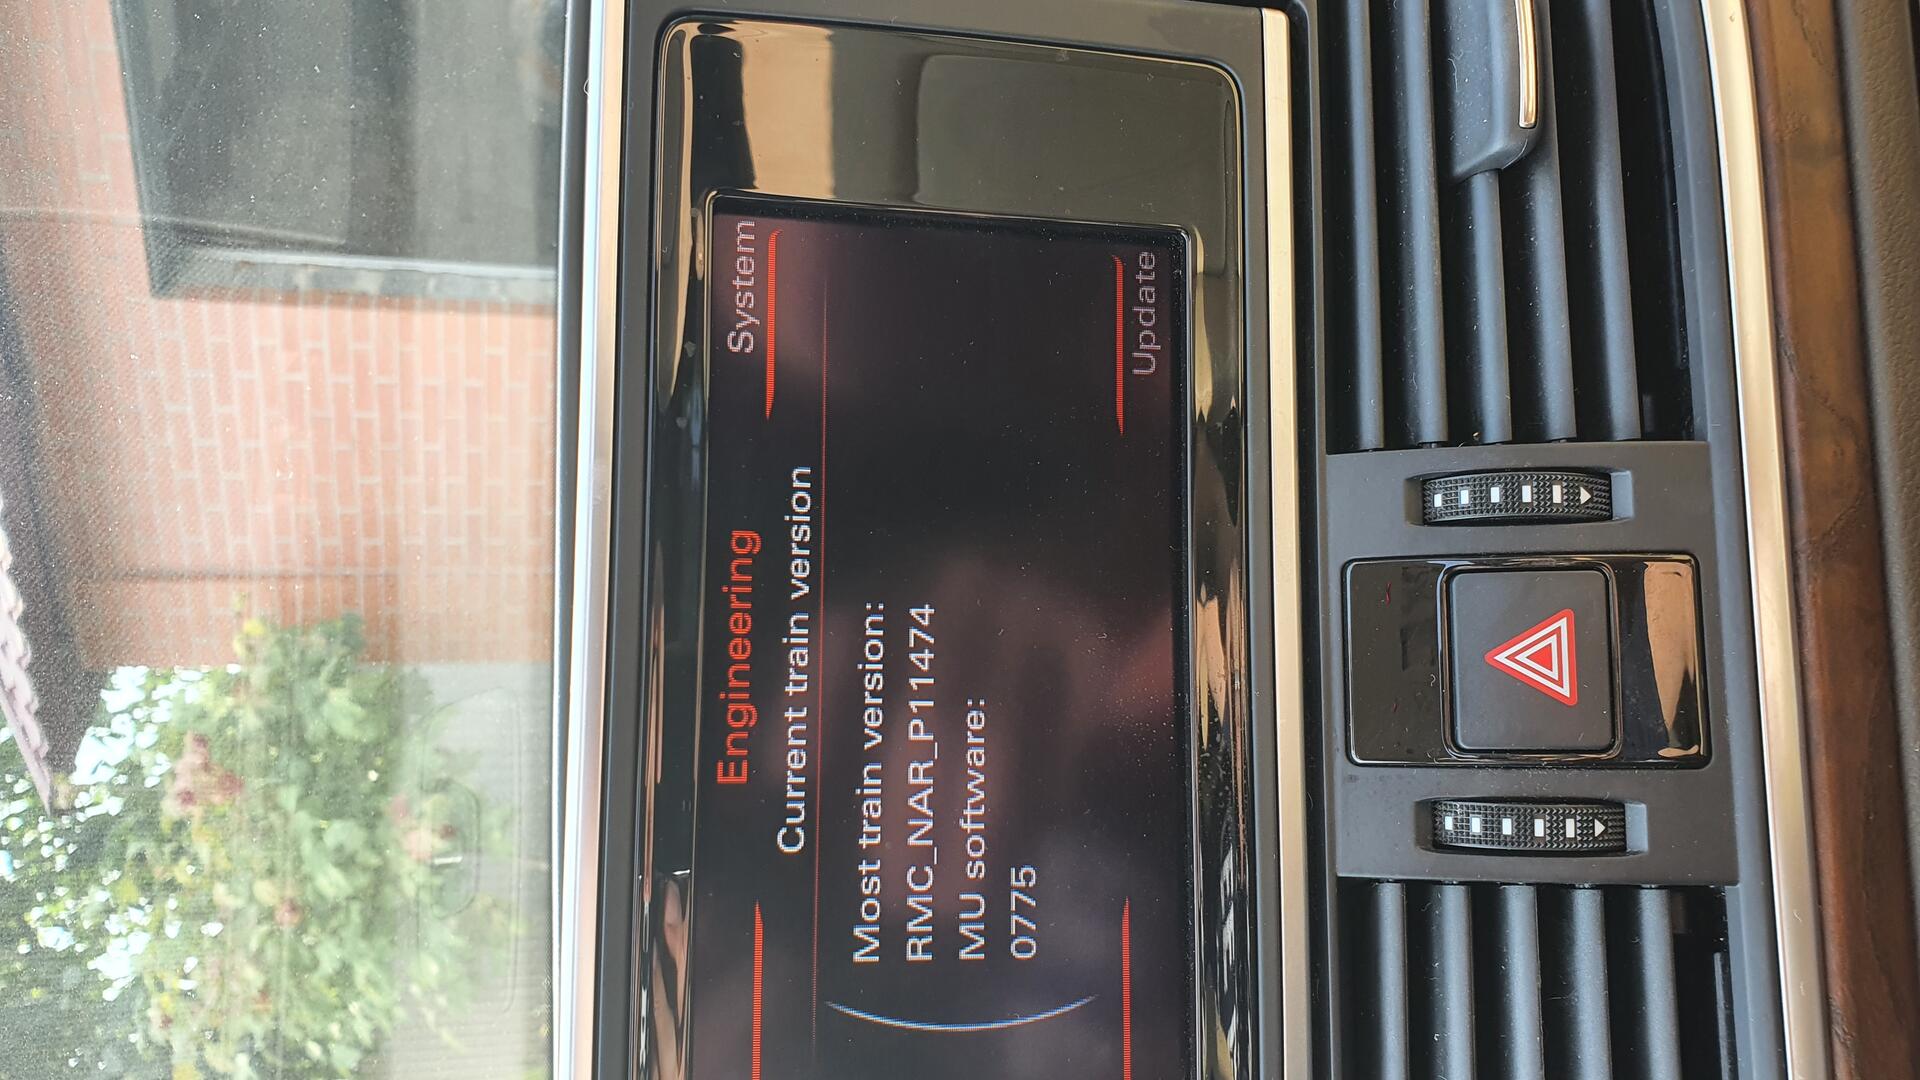 Engineering
System
Current train version
Most train version:
RMC_NAR_P11474
MU software:
0775
Update